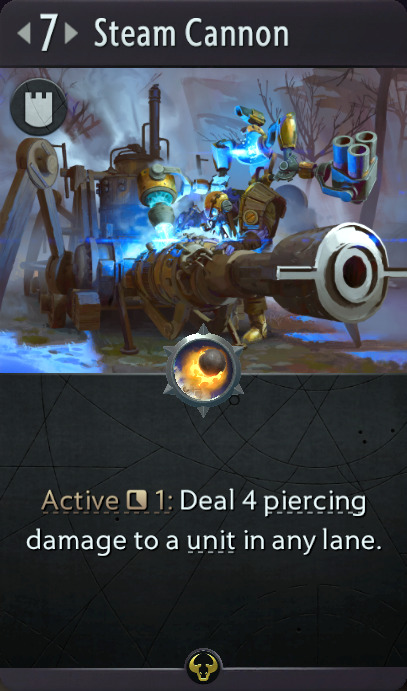 7 Steam Cannon
Active 1: Deal 4 piercing
damage to a unit in any lane.